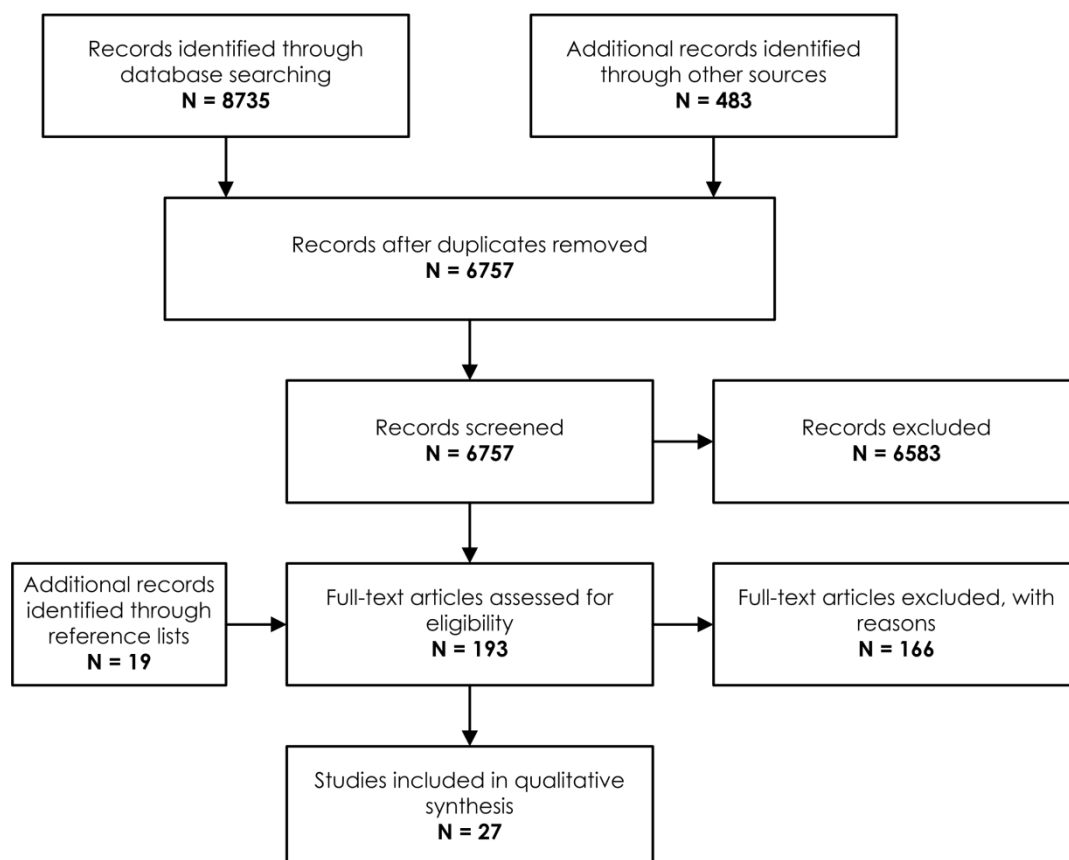 Records identified through
database searching
N = 8735
Additional records identified
through other sources
N = 483
Records after duplicates removed
N = 6757
Records screened
N = 6757
Records excluded
N = 6583
Additional records
identified through
reference lists
N = 19
Full-text articles assessed for
eligibility
N = 193
Full-text articles excluded, with
reasons
N = 166
Studies included in qualitative
synthesis
N = 27